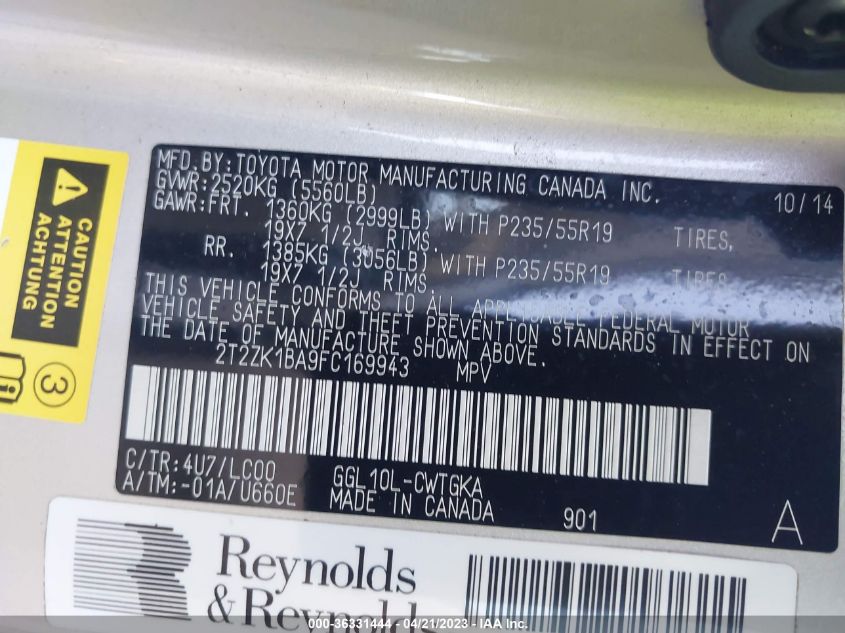 CAUTION
ATTENTION
ACHTUNG
3
MFD. BY: TOYOTA MOTOR MANUFACTURING CANADA INC. 10/14
GVWR: 2520KG (5560LB)
GAWR: FRT. 1360KG (2999LB) WITH P235/55R19 TIRES,
19X7 1/2J RIMS.
RR. 1385KG (3056LB) WITH P235/55R19 TIRES
19X7 1/2J RIMS.
THIS VEHICLE CONFORMS TO ALL APPLICABLE FEDERAL MOTOR
VEHICLE SAFETY AND THEFT PREVENTION STANDARDS IN EFFECT ON
THE DATE OF MANUFACTURE SHOWN ABOVE.
2T2ZK1BA9FC169943 MPV
C/TR: 4U7/LC00 GGL10L-CWTGKA
A/TM: -01A/U660E MADE IN CANADA 901 A
Reynolds
& Reynolds
000-36331444 - 04/21/2023 - IAA Inc.